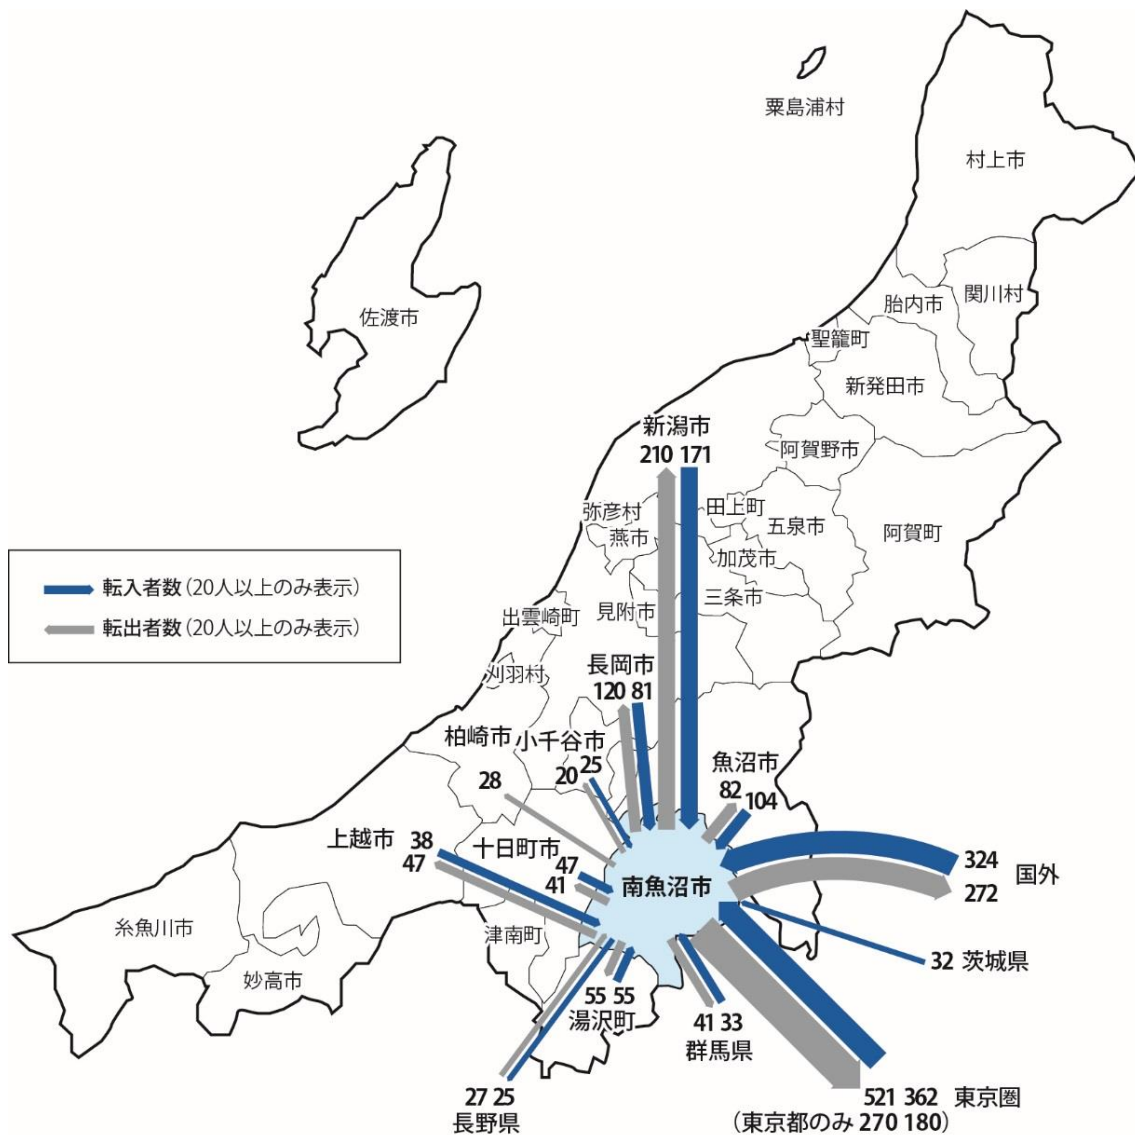 粟島浦村
村上市
関川村
胎内市
佐渡市
聖籠町
新発田市
新潟市
210 171
阿賀野市
弥彦村
田上町
五泉市
阿賀町
燕市
加茂市
転入者数(20人以上のみ表示)
転出者数(20人以上のみ表示)
出雲崎町
見附市
三条市
刈羽村
長岡市
120 81
柏崎市
28
小千谷市
20 25
魚沼市
82 104
上越市 38
47
十日町市
47
41
南魚沼市
324
272
国外
糸魚川市
妙高市
津南町
32 茨城県
55 55
湯沢町
41 33
群馬県
27 25
長野県
521 362 東京圏
(東京都のみ 270 180)